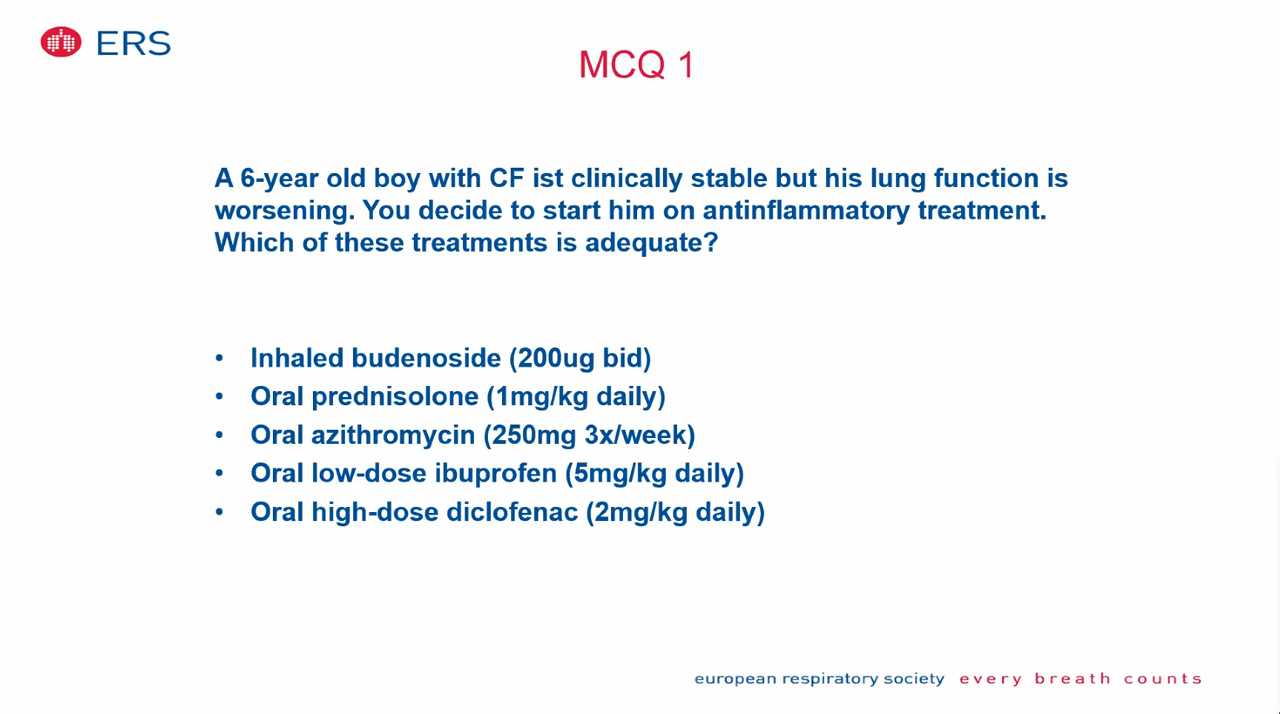 ERS
MCQ 1
A 6-year old boy with CF ist clinically stable but his lung function is
worsening. You decide to start him on antinflammatory treatment.
Which of these treatments is adequate?
• Inhaled budenoside (200ug bid)
• Oral prednisolone (1mg/kg daily)
• Oral azithromycin (250mg 3x/week)
• Oral low-dose ibuprofen (5mg/kg daily)
• Oral high-dose diclofenac (2mg/kg daily)
european respiratory society every breath counts